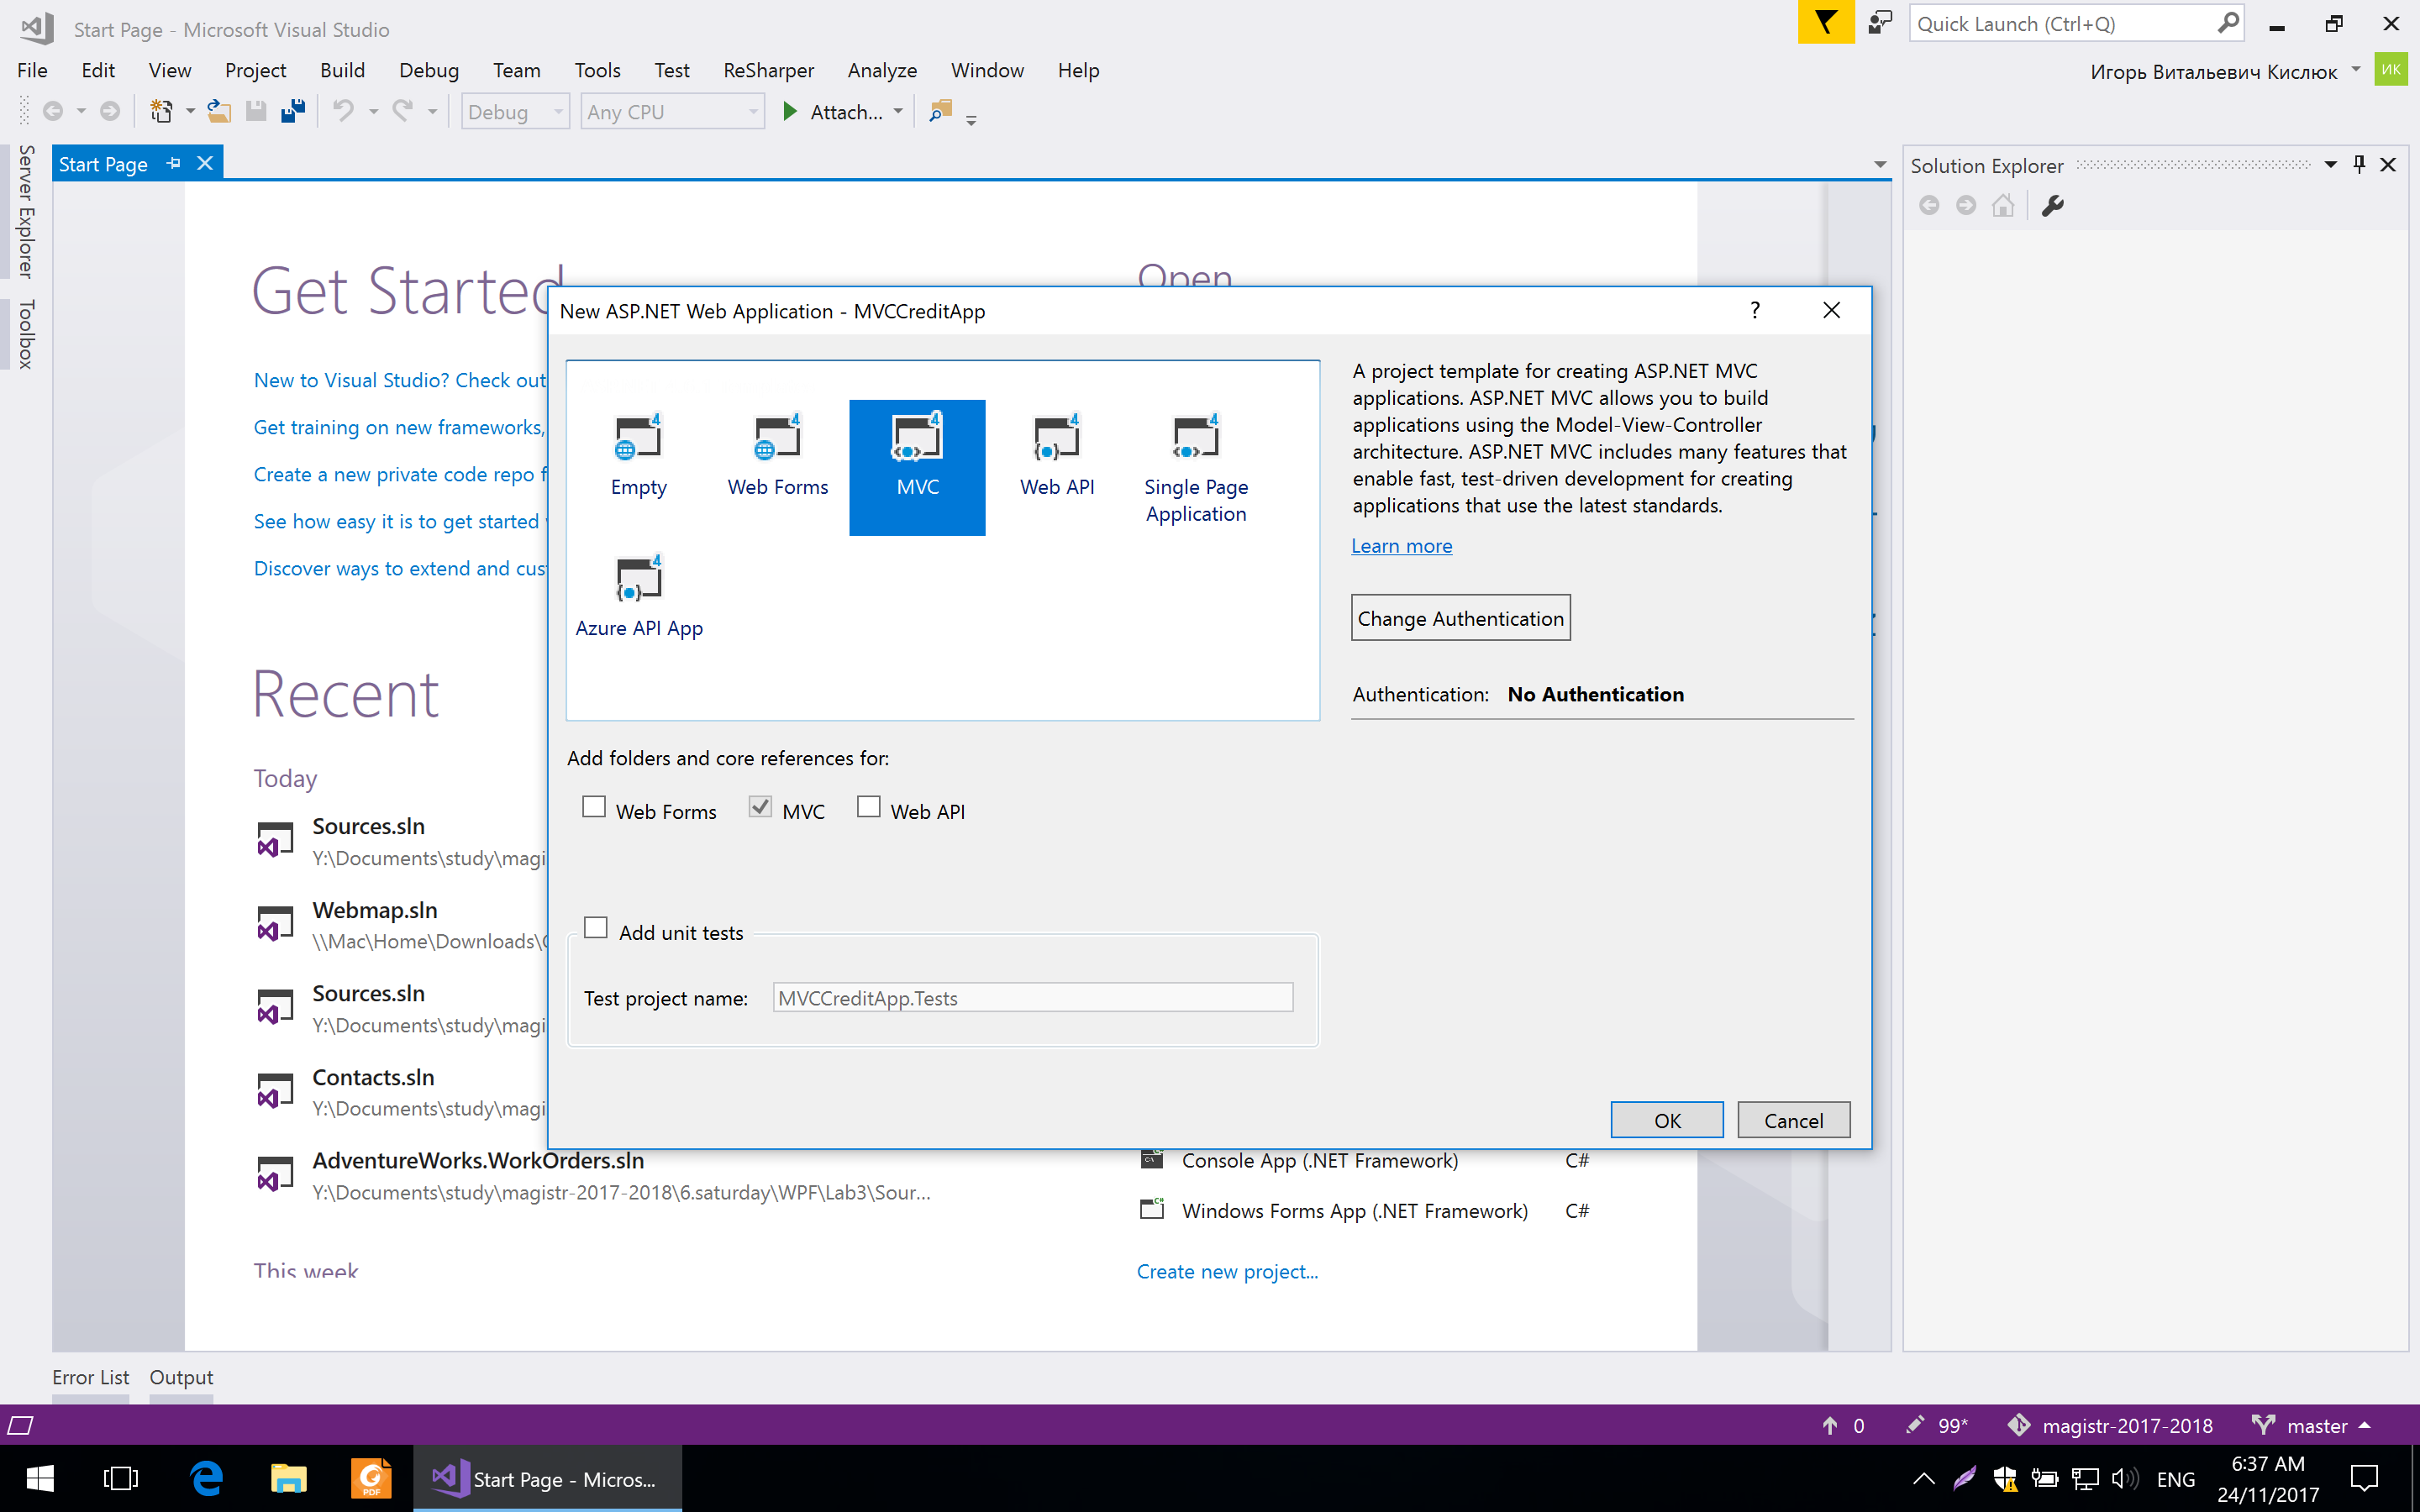 Start Page - Microsoft Visual Studio
Quick Launch (Ctrl+Q)
File Edit View Project Build Debug Team Tools Test ReSharper Analyze Window Help
Игорь Витальевич Кислюк
ИК
Debug
Any CPU
Attach...
Server Explorer
Toolbox
Start Page
Solution Explorer
Get Started
Open
New to Visual Studio? Check out
Get training on new frameworks,
Create a new private code repo f
See how easy it is to get started
Discover ways to extend and cus
Recent
Today
Sources.sln
Y:\Documents\study\magi
Webmap.sln
\\Mac\Home\Downloads\
Sources.sln
Y:\Documents\study\magi
Contacts.sln
Y:\Documents\study\magi
AdventureWorks.WorkOrders.sln
Y:\Documents\study\magistr-2017-2018\6.saturday\WPF\Lab3\Sour...
This week
New ASP.NET Web Application - MVCCreditApp
?
Empty
Web Forms
MVC
Web API
Single Page
Application
Azure API App
A project template for creating ASP.NET MVC
applications. ASP.NET MVC allows you to build
applications using the Model-View-Controller
architecture. ASP.NET MVC includes many features that
enable fast, test-driven development for creating
applications that use the latest standards.
Learn more
Change Authentication
Authentication: No Authentication
Add folders and core references for:
Web Forms MVC Web API
Add unit tests
Test project name: MVCCreditApp.Tests
OK
Cancel
Console App (.NET Framework) C#
Windows Forms App (.NET Framework) C#
Create new project...
Error List Output
0 99* magistr-2017-2018 master
PDF
Start Page - Micros...
ENG
6:37 AM
24/11/2017